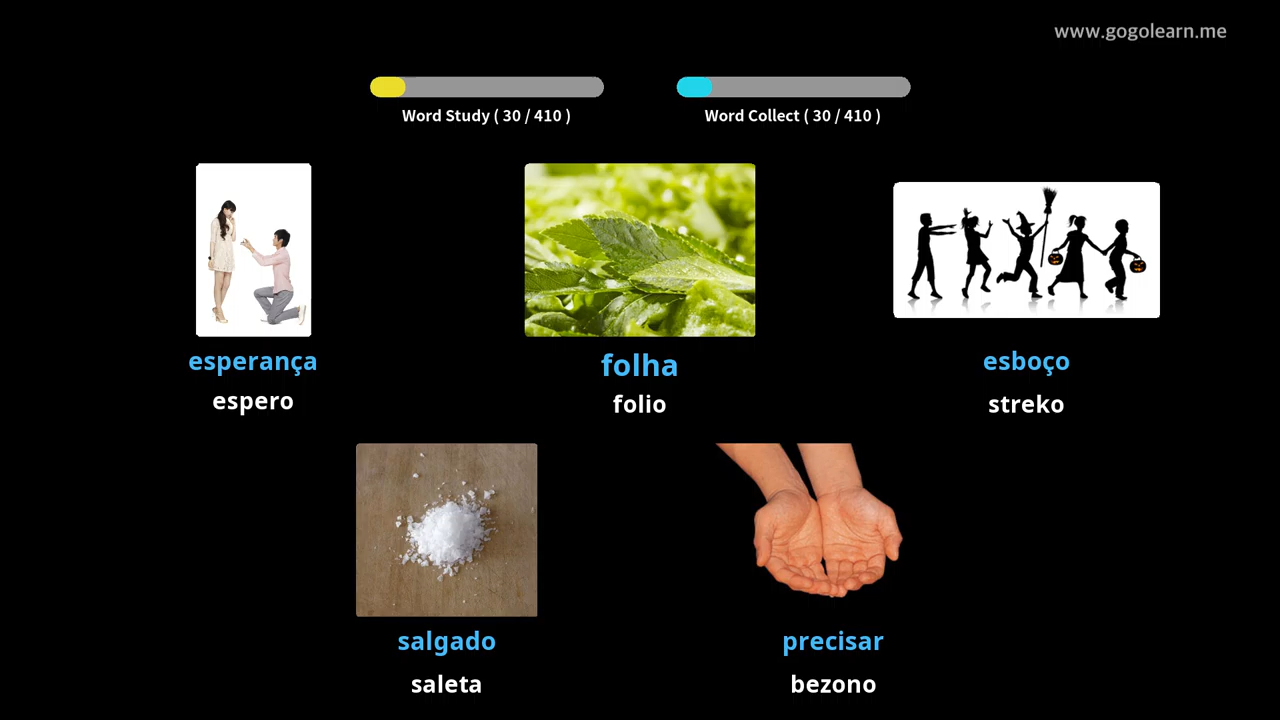 www.gogolearn.me
Word Study ( 30 / 410 )
Word Collect ( 30 / 410 )
esperança
espero
folha
folio
esboço
streko
salgado
saleta
precisar
bezono